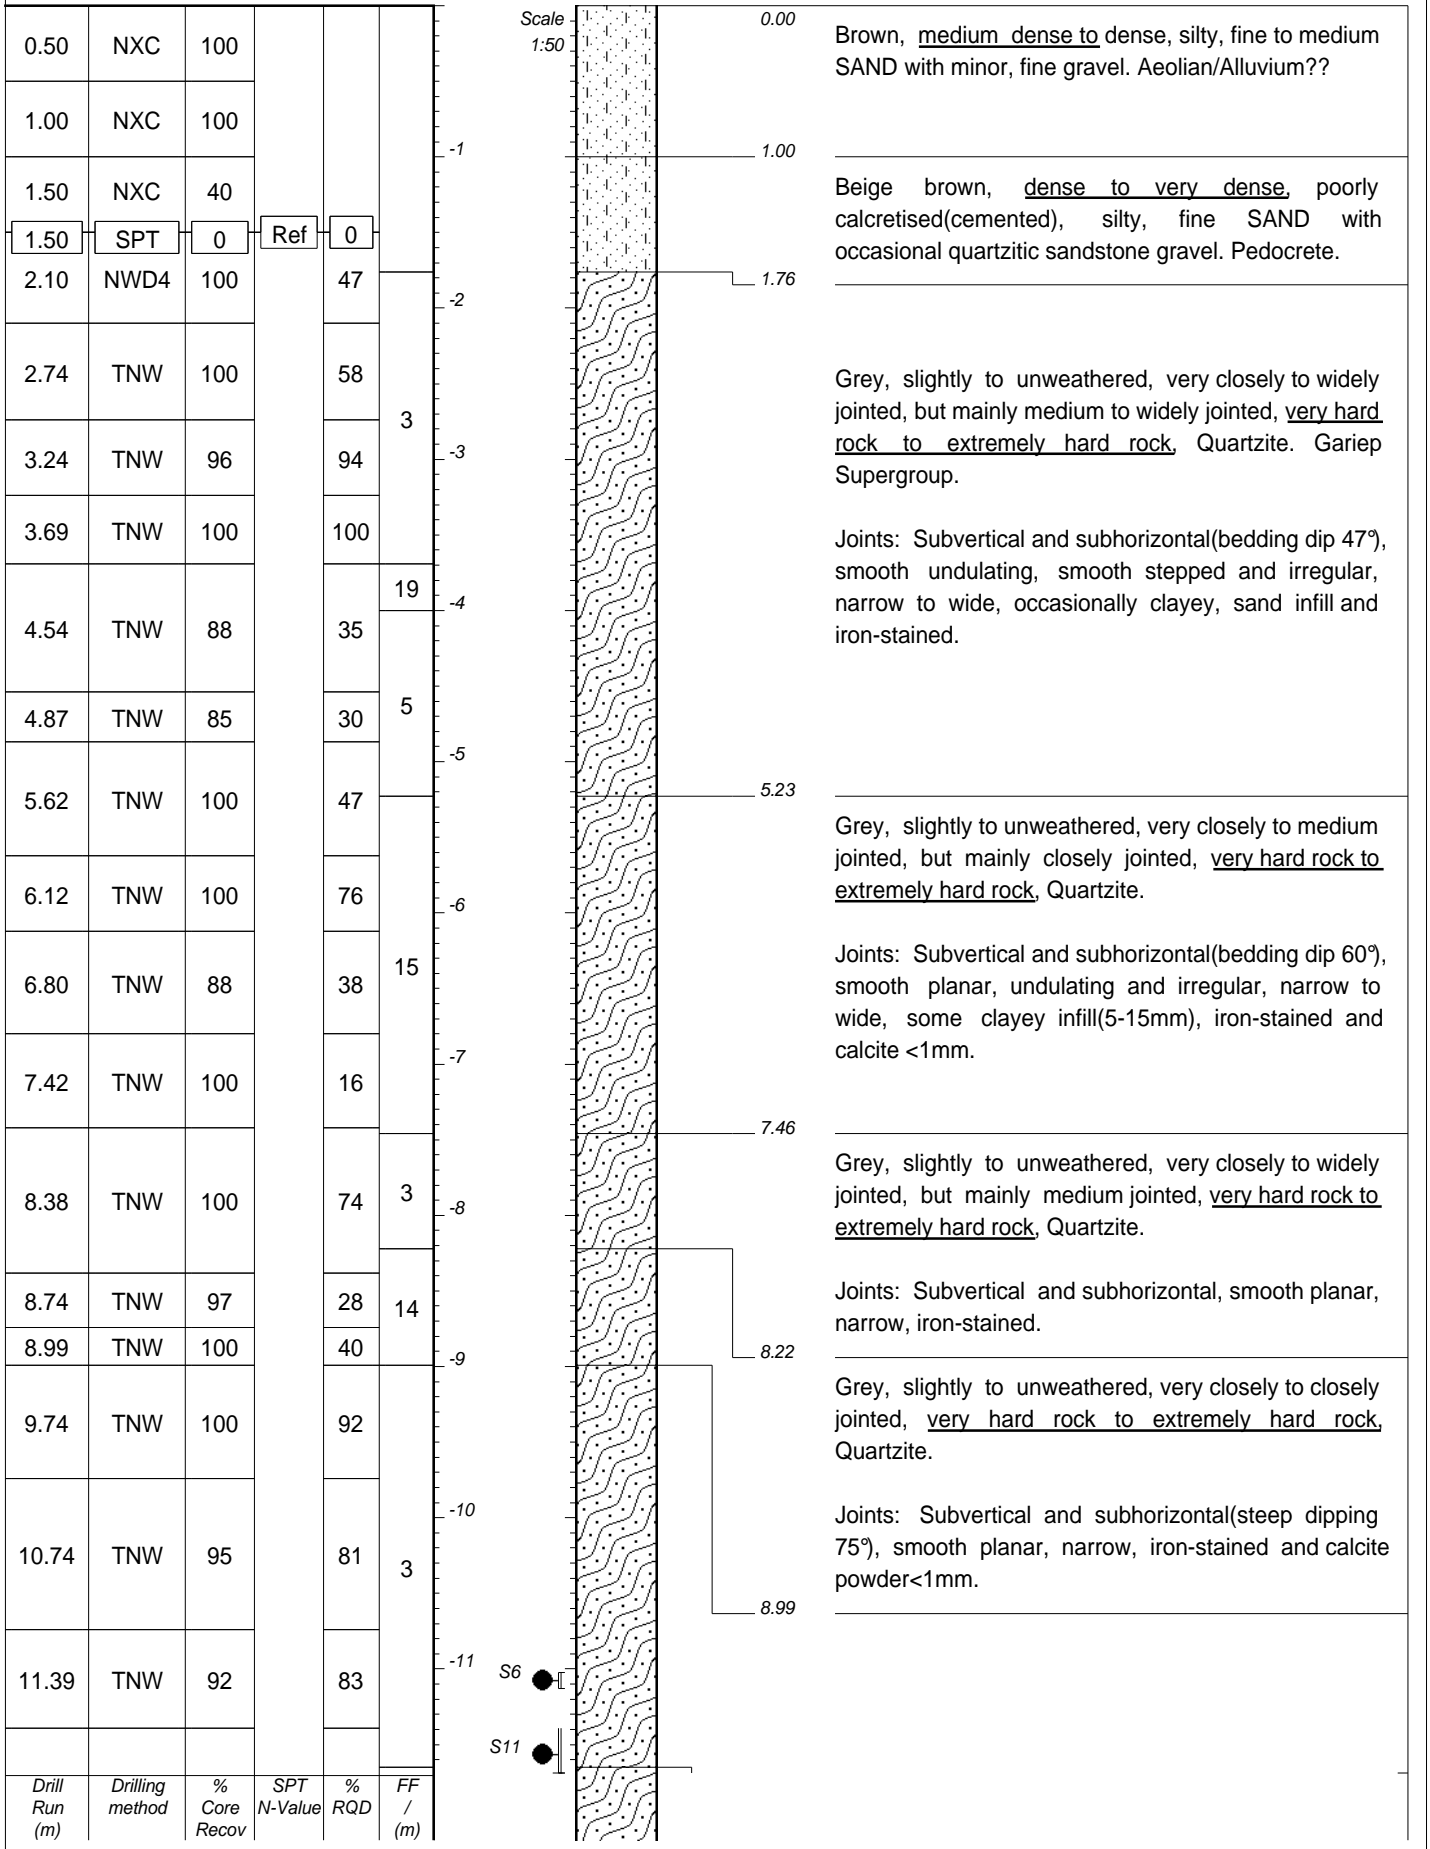 Scale
1:50
0.00
0.50 NXC 100
1.00 NXC 100
1.50 NXC 40
1.50 SPT 0 Ref 0
2.10 NWD4 100 47
2.74 TNW 100 58
3
3.24 TNW 96 94
3.69 TNW 100 100
19
4.54 TNW 88 35
4.87 TNW 85 30
5
5.62 TNW 100 47
6.12 TNW 100 76
6.80 TNW 88 38
15
7.42 TNW 100 16
8.38 TNW 100 74
3
8.74 TNW 97 28
14
8.99 TNW 100 40
9.74 TNW 100 92
10.74 TNW 95 81
3
11.39 TNW 92 83
Drill Drilling % SPT % FF
Run method Core N-Value RQD /
(m) Recov (m)
-1
-2
-3
-4
-5
-6
-7
-8
-9
-10
-11
S6
S11
Brown, medium dense to dense, silty, fine to medium
SAND with minor, fine gravel. Aeolian/Alluvium??
1.00
Beige brown, dense to very dense, poorly
calcretised(cemented), silty, fine SAND with
occasional quartzitic sandstone gravel. Pedocrete.
1.76
Grey, slightly to unweathered, very closely to widely
jointed, but mainly medium to widely jointed, very hard
rock to extremely hard rock, Quartzite. Gariep
Supergroup.
Joints: Subvertical and subhorizontal(bedding dip 47°),
smooth undulating, smooth stepped and irregular,
narrow to wide, occasionally clayey, sand infill and
iron-stained.
5.23
Grey, slightly to unweathered, very closely to medium
jointed, but mainly closely jointed, very hard rock to
extremely hard rock, Quartzite.
Joints: Subvertical and subhorizontal(bedding dip 60°),
smooth planar, undulating and irregular, narrow to
wide, some clayey infill(5-15mm), iron-stained and
calcite <1mm.
7.46
Grey, slightly to unweathered, very closely to widely
jointed, but mainly medium jointed, very hard rock to
extremely hard rock, Quartzite.
Joints: Subvertical and subhorizontal, smooth planar,
narrow, iron-stained.
8.22
Grey, slightly to unweathered, very closely to closely
jointed, very hard rock to extremely hard rock,
Quartzite.
Joints: Subvertical and subhorizontal(steep dipping
75°), smooth planar, narrow, iron-stained and calcite
powder<1mm.
8.99